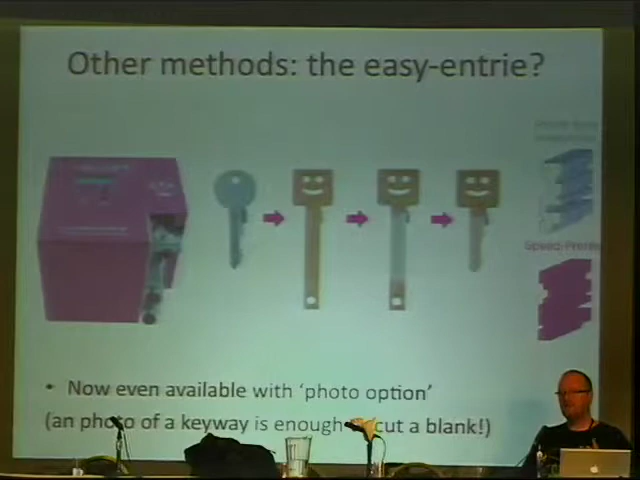 Other methods: the easy-entrie?
• Now even available with 'photo option'
(an photo of a keyway is enough cut a blank!)